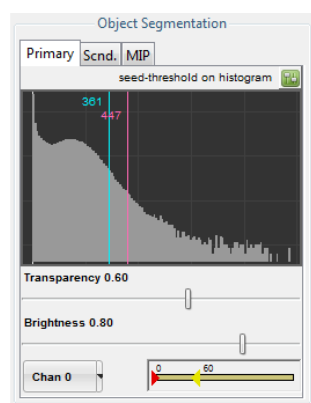 Object Segmentation
Primary Scnd. MIP
seed-threshold on histogram
361
447
Transparency 0.60
Brightness 0.80
Chan 0
0 60